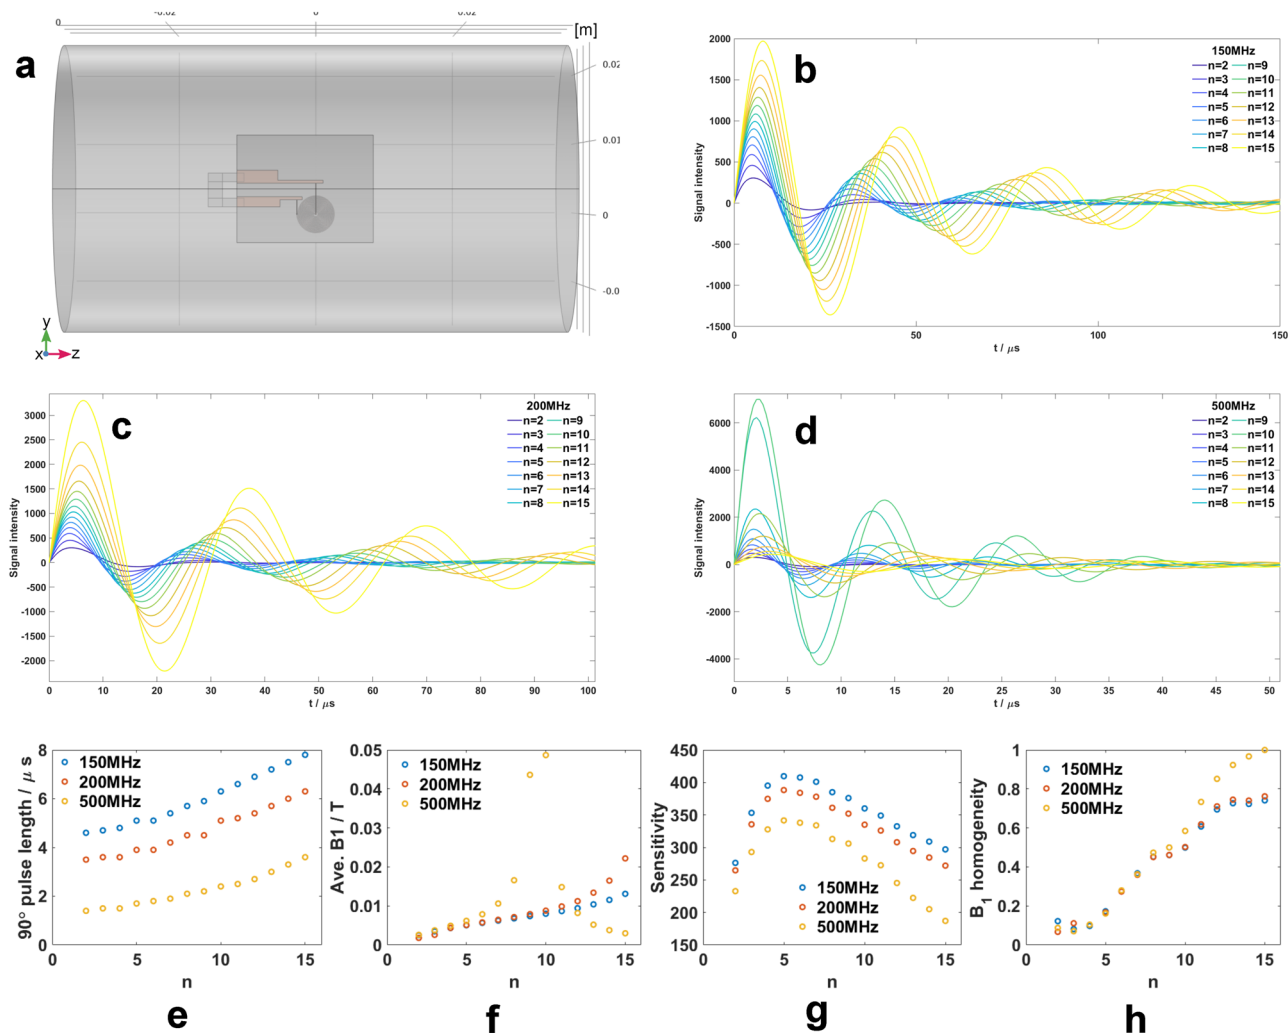 0
-0.02
0
0.02
[m]
0.02
0.01
0
-0.0
a
y
x
z
b
150MHz
n=2 n=9
n=3 n=10
n=4 n=11
n=5 n=12
n=6 n=13
n=7 n=14
n=8 n=15
Signal intensity
2000
1500
1000
500
0
-500
-1000
-1500
50
100
150
t / μs
c
200MHz
n=2 n=9
n=3 n=10
n=4 n=11
n=5 n=12
n=6 n=13
n=7 n=14
n=8 n=15
Signal intensity
3000
2500
2000
1500
1000
500
0
-500
-1000
-1500
-2000
0 10 20 30 40 50 60 70 80 90 100
t / μs
d
500MHz
n=2 n=9
n=3 n=10
n=4 n=11
n=5 n=12
n=6 n=13
n=7 n=14
n=8 n=15
Signal intensity
6000
4000
2000
0
-2000
-4000
0 5 10 15 20 25 30 35 40 45 50
t / μs
90° pulse length / μ s
8
6
4
2
0
150MHz
200MHz
500MHz
0 5 10 15
n
e
Ave. B1 / T
0.05
0.04
0.03
0.02
0.01
0
150MHz
200MHz
500MHz
0 5 10 15
n
f
Sensitivity
450
400
350
300
250
200
150
150MHz
200MHz
500MHz
0 5 10 15
n
g
B1 homogeneity
1
0.8
0.6
0.4
0.2
0
150MHz
200MHz
500MHz
0 5 10 15
n
h